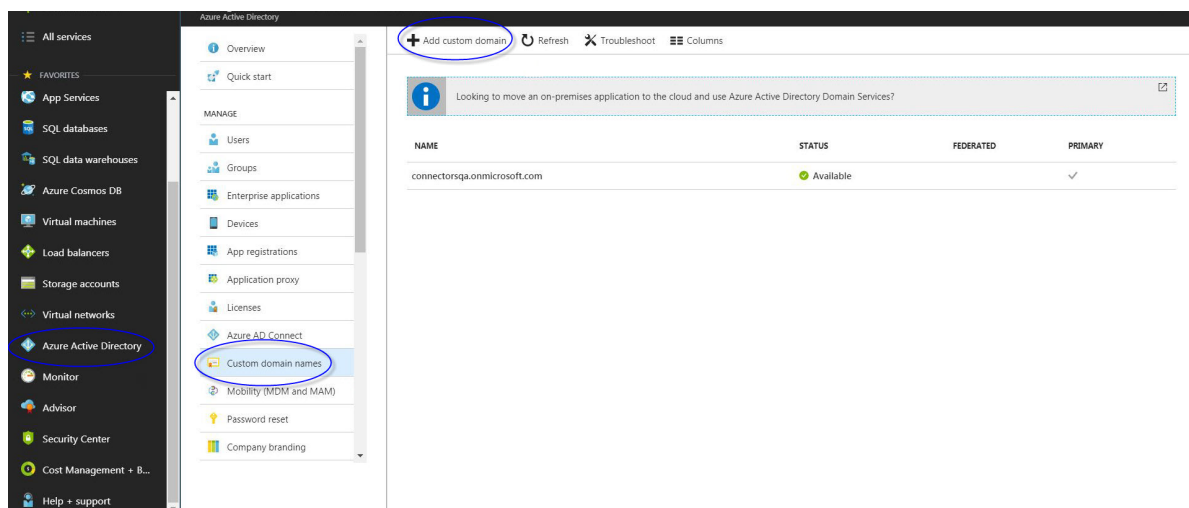 Azure Active Directory
All services
FAVORITES
App Services
SQL databases
SQL data warehouses
Azure Cosmos DB
Virtual machines
Load balancers
Storage accounts
Virtual networks
Azure Active Directory
Monitor
Advisor
Security Center
Cost Management + B...
Help + support
Overview
Quick start
MANAGE
Users
Groups
Enterprise applications
Devices
App registrations
Application proxy
Licenses
Azure AD Connect
Custom domain names
Mobility (MDM and MAM)
Password reset
Company branding
Add custom domain Refresh Troubleshoot Columns
Looking to move an on-premises application to the cloud and use Azure Active Directory Domain Services?
NAME STATUS FEDERATED PRIMARY
connectorsqa.onmicrosoft.com Available